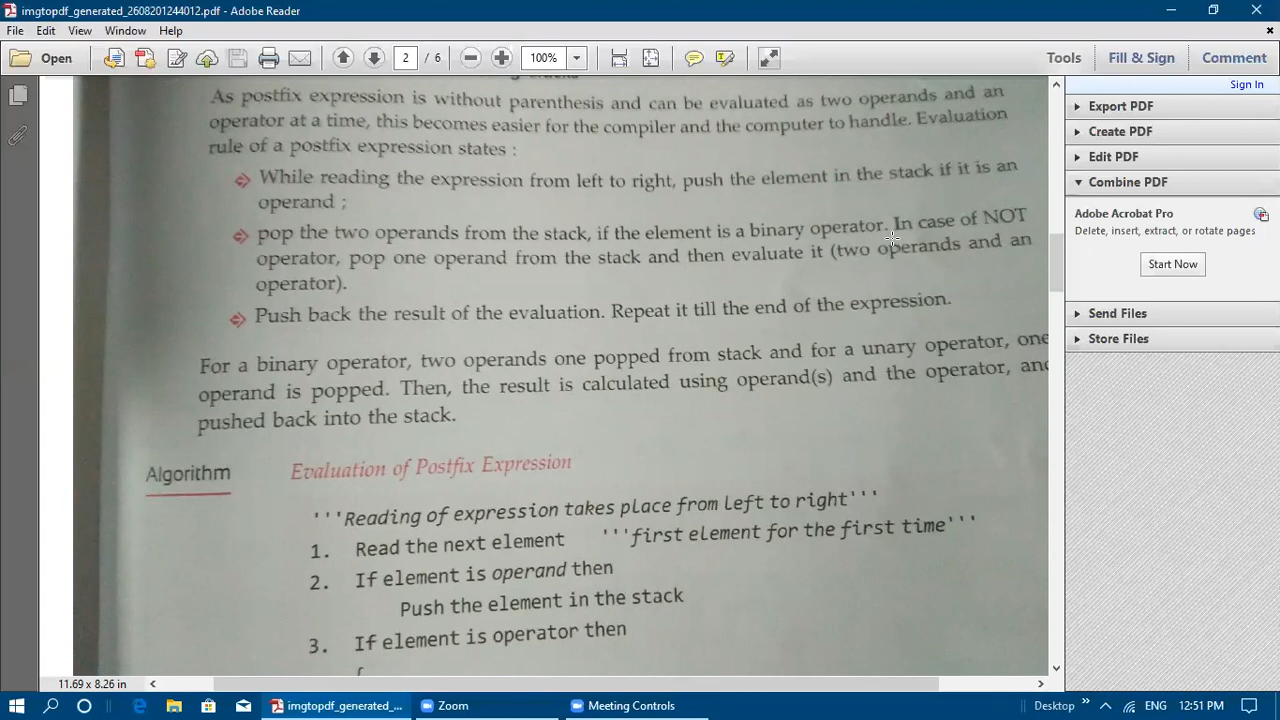 imgtopdf_generated_2608201244012.pdf - Adobe Reader
File Edit View Window Help
Open 2 / 6 100% Tools Fill & Sign Comment
Sign In
Export PDF
Create PDF
Edit PDF
Combine PDF
Adobe Acrobat Pro
Delete, insert, extract, or rotate pages
Start Now
Send Files
Store Files
As postfix expression is without parenthesis and can be evaluated as two operands and an
operator at a time, this becomes easier for the compiler and the computer to handle. Evaluation
rule of a postfix expression states :
While reading the expression from left to right, push the element in the stack if it is an
operand ;
pop the two operands from the stack, if the element is a binary operator. In case of NOT
operator, pop one operand from the stack and then evaluate it (two operands and an
operator).
Push back the result of the evaluation. Repeat it till the end of the expression.
For a binary operator, two operands one popped from stack and for a unary operator, one
operand is popped. Then, the result is calculated using operand(s) and the operator, and
pushed back into the stack.
Algorithm Evaluation of Postfix Expression
'''Reading of expression takes place from left to right'''
1. Read the next element '''first element for the first time'''
2. If element is operand then
Push the element in the stack
3. If element is operator then
{
11.69 x 8.26 in
imgtopdf_generated_... Zoom Meeting Controls Desktop » ENG 12:51 PM